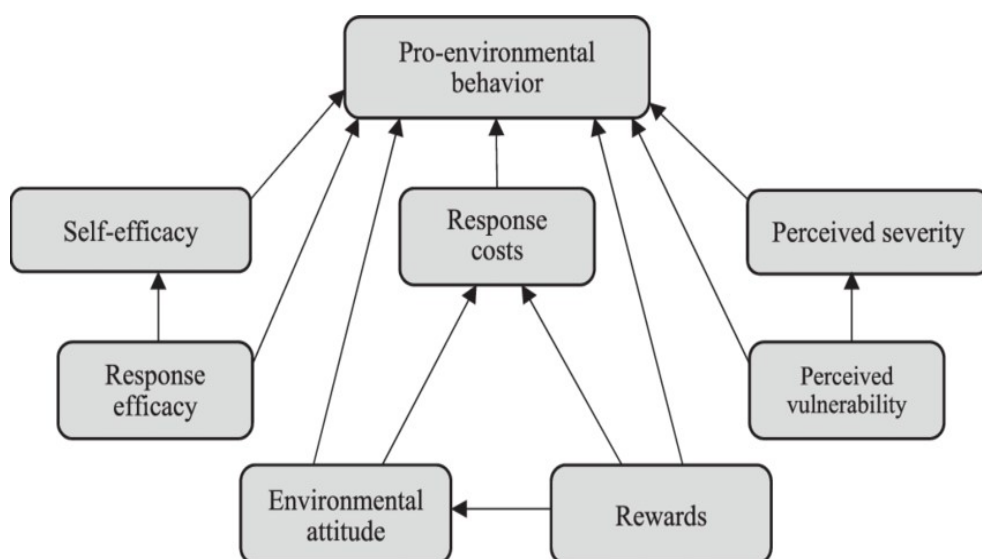 Pro-environmental
behavior
Self-efficacy
Response
costs
Perceived severity
Response
efficacy
Perceived
vulnerability
Environmental
attitude
Rewards